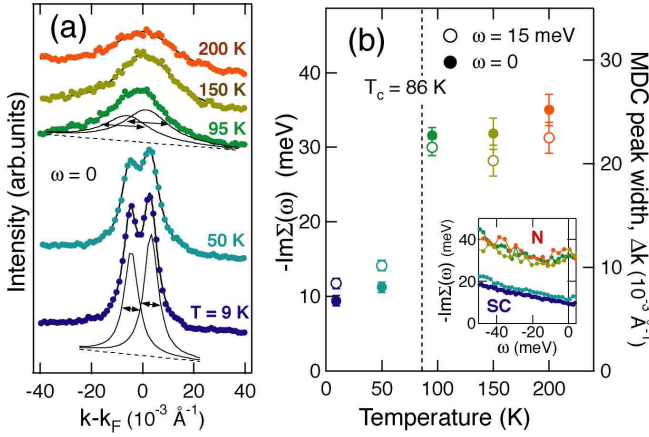 (a)
200 K
150 K
95 K
ω = 0
50 K
T = 9 K
Intensity (arb.units)
-40 -20 0 20 40
k-k_F (10⁻³ Å⁻¹)
(b)
ω = 15 meV
ω = 0
T_c = 86 K
-ImΣ(ω) (meV)
40
30
20
10
0
0 50 100 150 200
Temperature (K)
MDC peak width, Δk (10⁻³ Å⁻¹)
30
20
10
0
-ImΣ(ω) (meV)
40
20
0
N
SC
-40 -20 0
ω (meV)